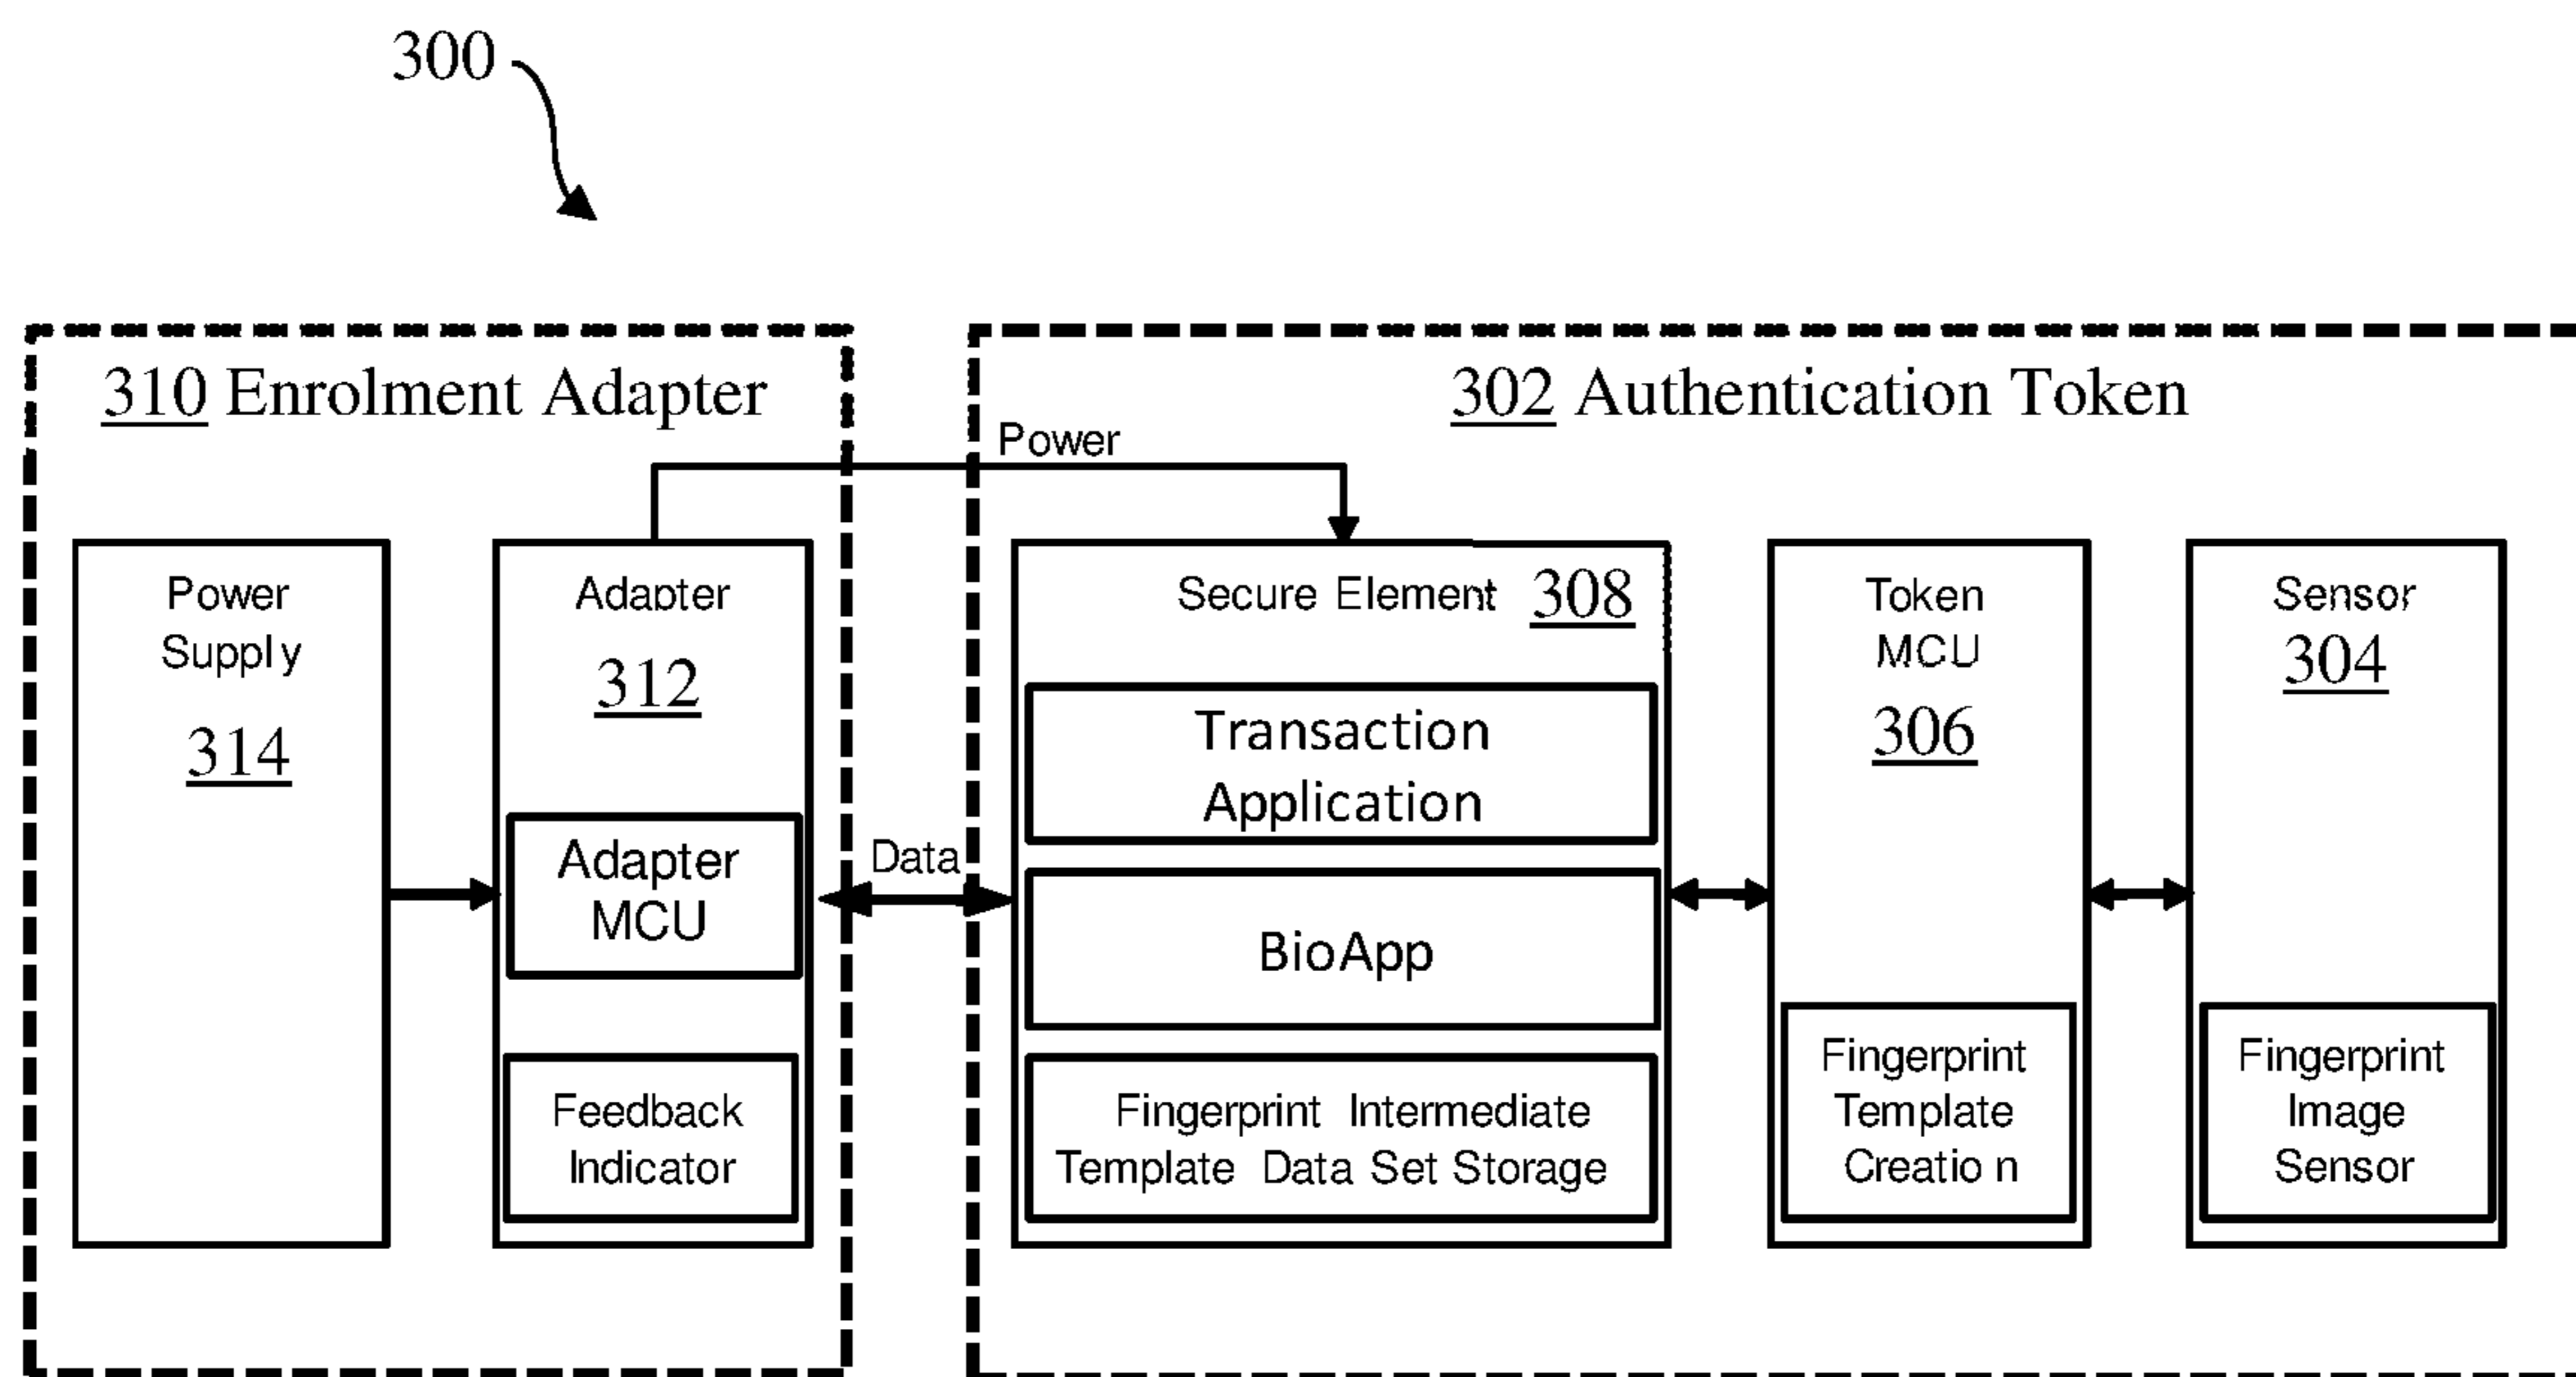 300
310 Enrolment Adapter
302 Authentication Token
Power
Power
Supply
314
Adapter
312
Adapter
MCU
Feedback
Indicator
Data
Secure Element 308
Transaction
Application
BioApp
Fingerprint Intermediate
Template Data Set Storage
Token
MCU
306
Fingerprint
Template
Creation
Sensor
304
Fingerprint
Image
Sensor